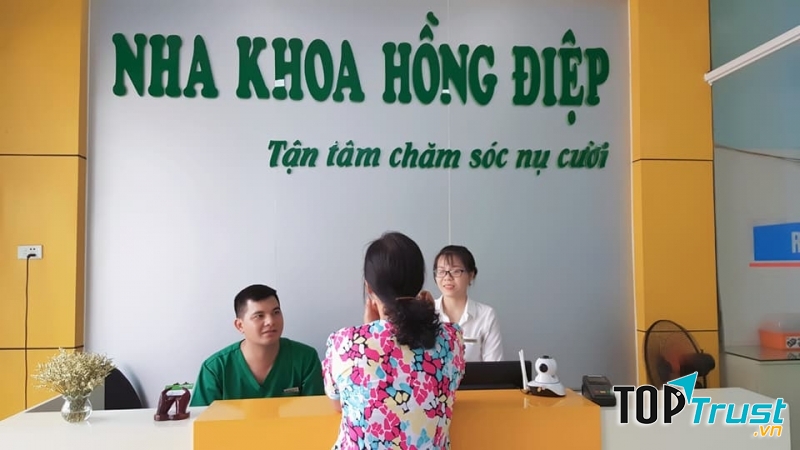 NHA KHOA HỒNG ĐIỆP
Tận tâm chăm sóc nụ cười
TOPTrust
.vn